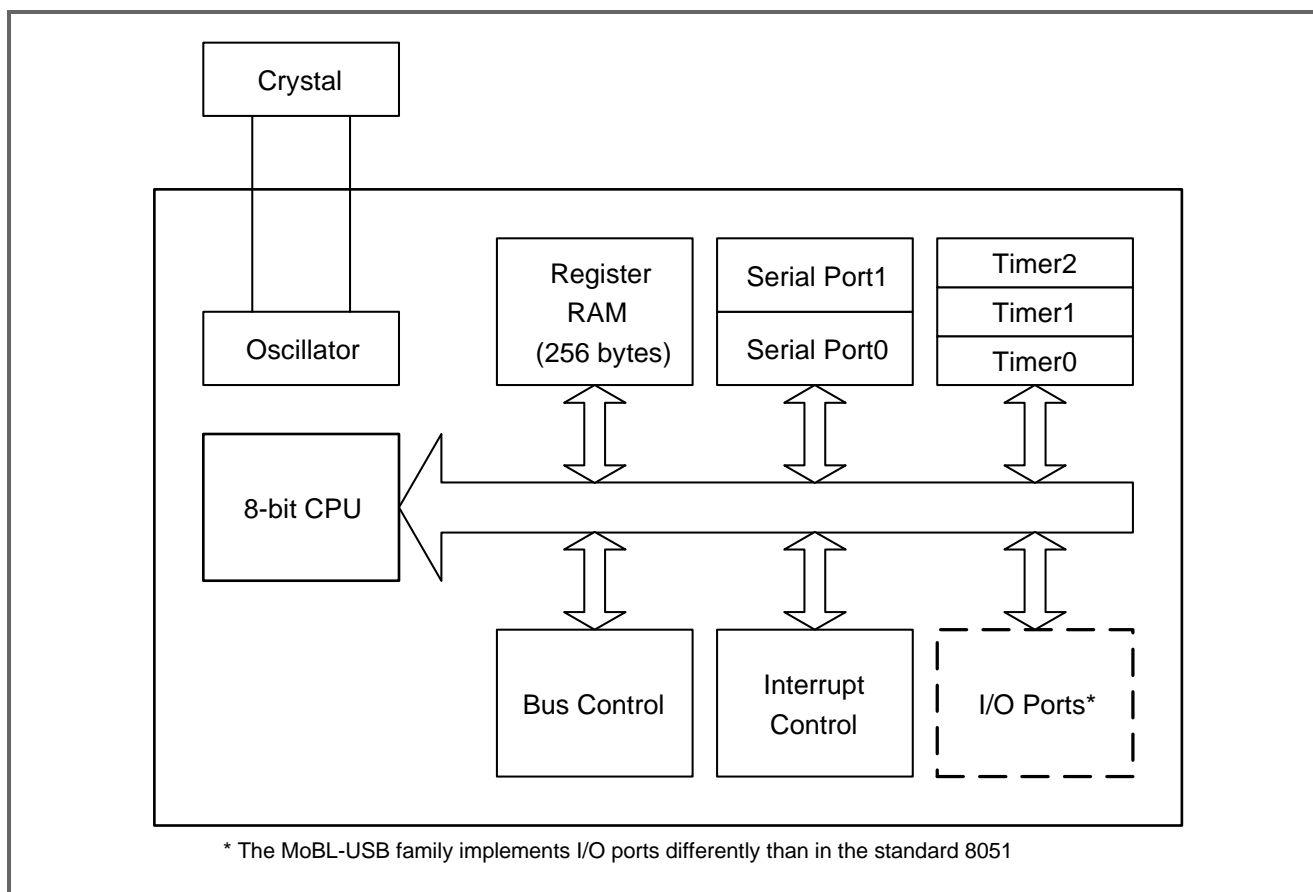 Crystal
Oscillator
8-bit CPU
Register
RAM
(256 bytes)
Serial Port1
Serial Port0
Timer2
Timer1
Timer0
Bus Control
Interrupt
Control
I/O Ports*
* The MoBL-USB family implements I/O ports differently than in the standard 8051